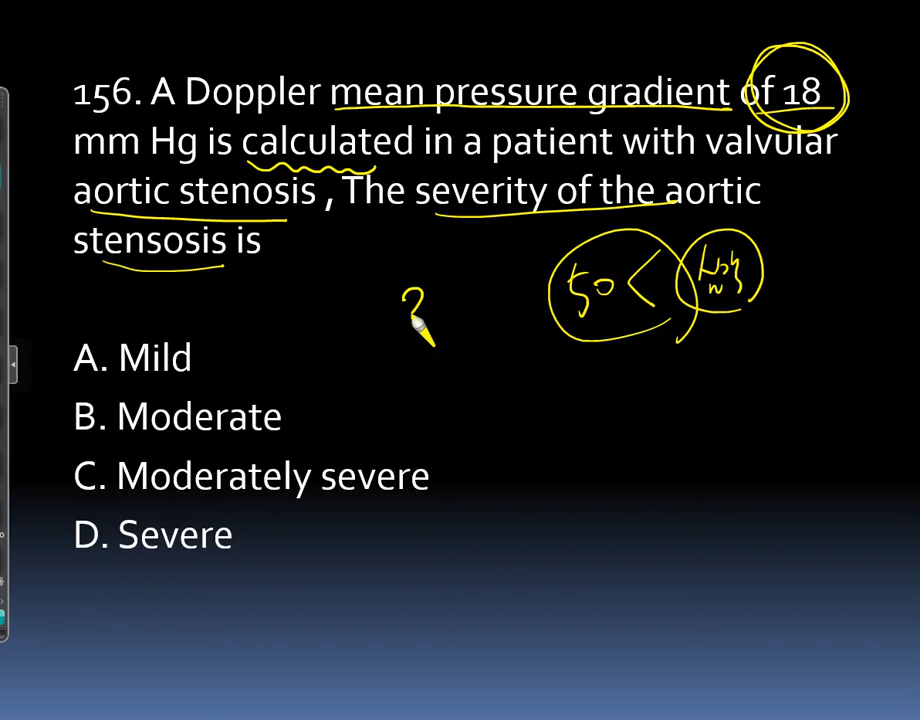 156. A Doppler mean pressure gradient of 18
mm Hg is calculated in a patient with valvular
aortic stenosis , The severity of the aortic
stensosis is
50 <
?
A. Mild
B. Moderate
C. Moderately severe
D. Severe